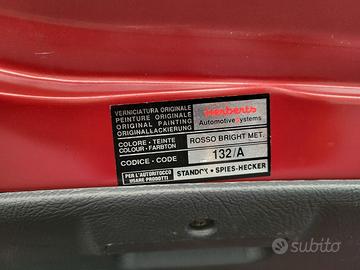 VERNICIATURA ORIGINALE
PEINTURE ORIGINALE
ORIGINAL PAINTING
ORIGINALLACKIERUNG
Herberts
Automotive Systems
COLORE - TEINTE
COLOUR - FARBTON
ROSSO BRIGHT MET.
CODICE - CODE
132/A
PER L'AUTORITOCCO
USARE PRODOTTI
STANDOX • SPIES-HECKER
subito